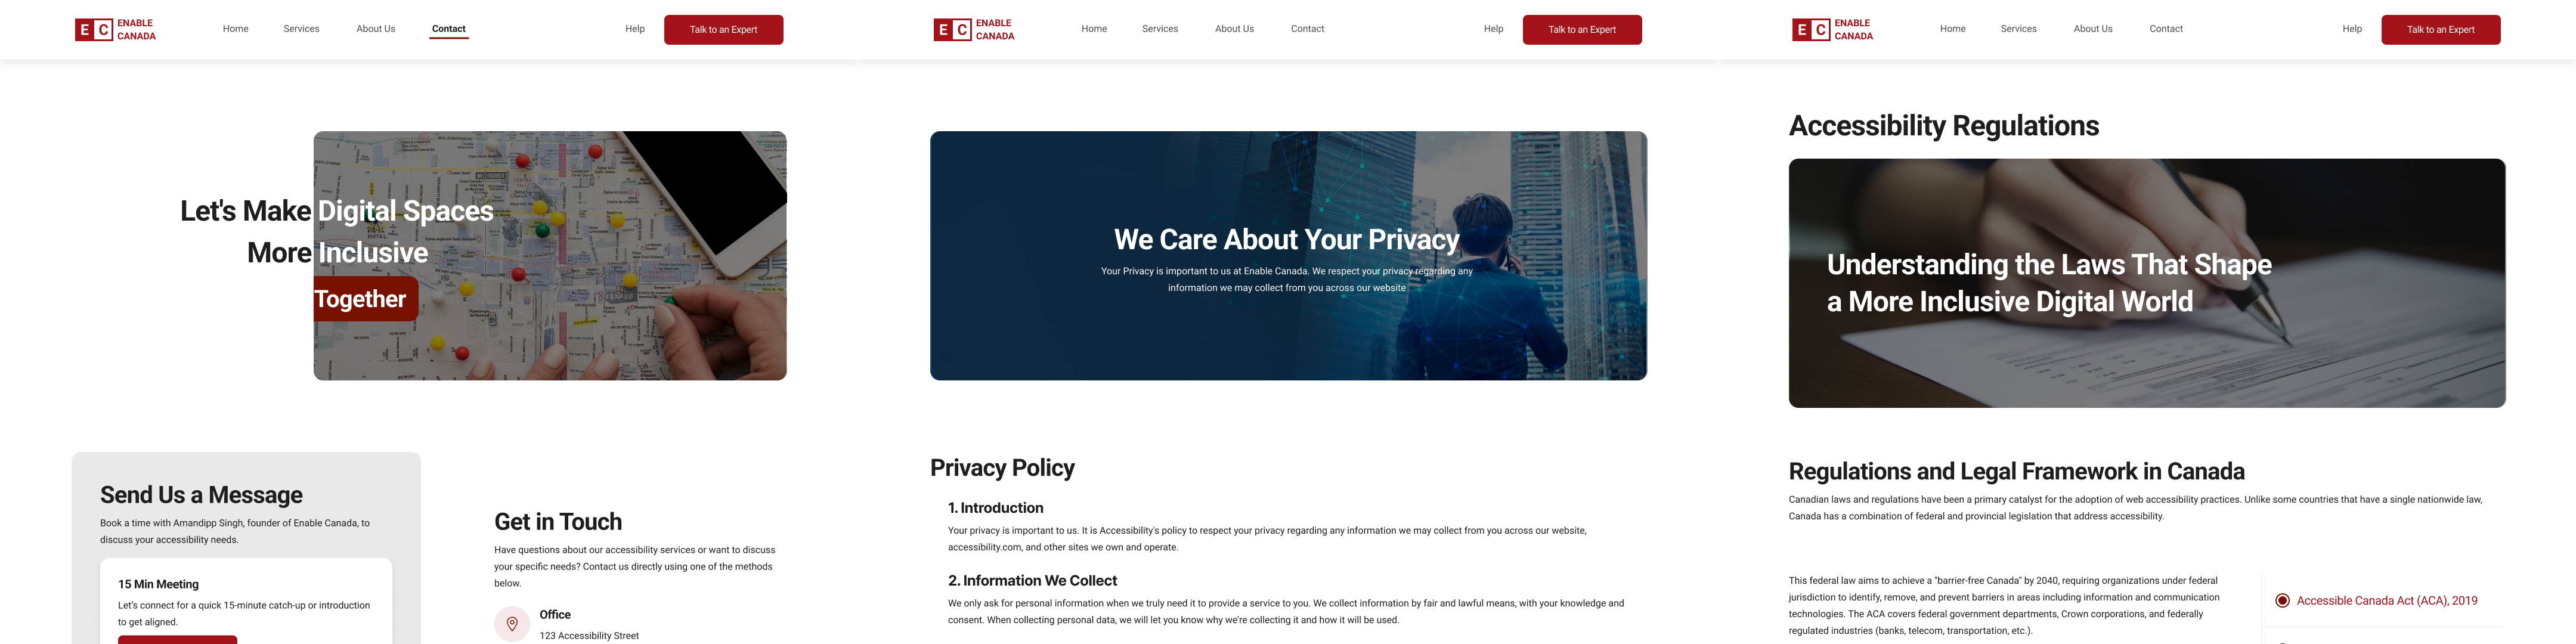 E C ENABLE CANADA
Home
Services
About Us
Contact
Help
Talk to an Expert
Let's Make Digital Spaces
More Inclusive
Together
Send Us a Message
Book a time with Amandipp Singh, founder of Enable Canada, to
discuss your accessibility needs.
15 Min Meeting
Let's connect for a quick 15-minute catch-up or introduction
to get aligned.
Get in Touch
Have questions about our accessibility services or want to discuss
your specific needs? Contact us directly using one of the methods
below.
Office
123 Accessibility Street
E C ENABLE CANADA
Home
Services
About Us
Contact
Help
Talk to an Expert
We Care About Your Privacy
Your Privacy is important to us at Enable Canada. We respect your privacy regarding any
information we may collect from you across our website
Privacy Policy
1. Introduction
Your privacy is important to us. It is Accessibility's policy to respect your privacy regarding any information we may collect from you across our website,
accessibility.com, and other sites we own and operate.
2. Information We Collect
We only ask for personal information when we truly need it to provide a service to you. We collect information by fair and lawful means, with your knowledge and
consent. When collecting personal data, we will let you know why we're collecting it and how it will be used.
E C ENABLE CANADA
Home
Services
About Us
Contact
Help
Talk to an Expert
Accessibility Regulations
Understanding the Laws That Shape
a More Inclusive Digital World
Regulations and Legal Framework in Canada
Canadian laws and regulations have been a primary catalyst for the adoption of web accessibility practices. Unlike some countries that have a single nationwide law,
Canada has a combination of federal and provincial legislation that address accessibility.
This federal law aims to achieve a "barrier-free Canada" by 2040, requiring organizations under federal
jurisdiction to identify, remove, and prevent barriers in areas including information and communication
technologies. The ACA covers federal government departments, Crown corporations, and federally
regulated industries (banks, telecom, transportation, etc.).
Accessible Canada Act (ACA), 2019